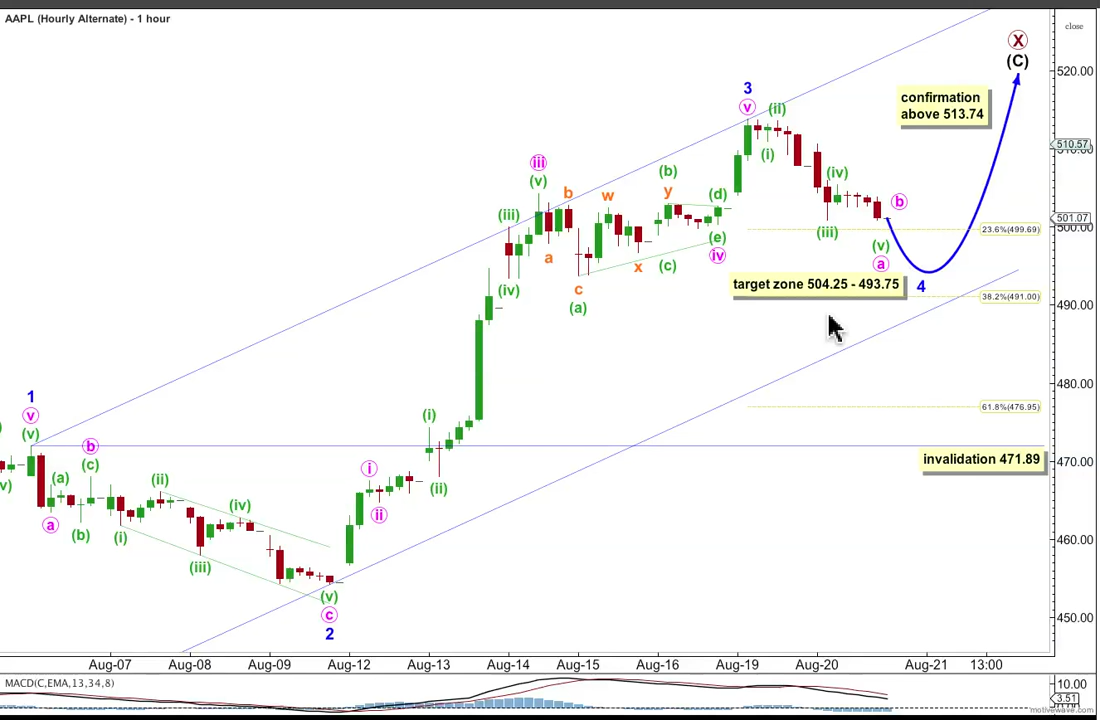 AAPL (Hourly Alternate) - 1 hour
close
X
(C)
520.00
confirmation
above 513.74
3
v
(ii)
(i)
510.57
iii
(v)
(b)
(iv)
b
w
y
(d)
b
(iii)
501.07
500.00
23.6%(499.69)
(iii)
(e)
(v)
a
x
(c)
iv
a
target zone 504.25 - 493.75
4
(iv)
c
490.00
38.2%(491.00)
(a)
480.00
1
v
(i)
61.8%(476.95)
(v)
b
v)
(c)
i
invalidation 471.89
470.00
(a)
(ii)
(ii)
a
(iv)
ii
(b)
(i)
460.00
(iii)
(v)
c
450.00
2
Aug-07
Aug-08
Aug-09
Aug-12
Aug-13
Aug-14
Aug-15
Aug-16
Aug-19
Aug-20
Aug-21
13:00
MACD(C,EMA,13,34,8)
10.00
3.51
motivewave.com